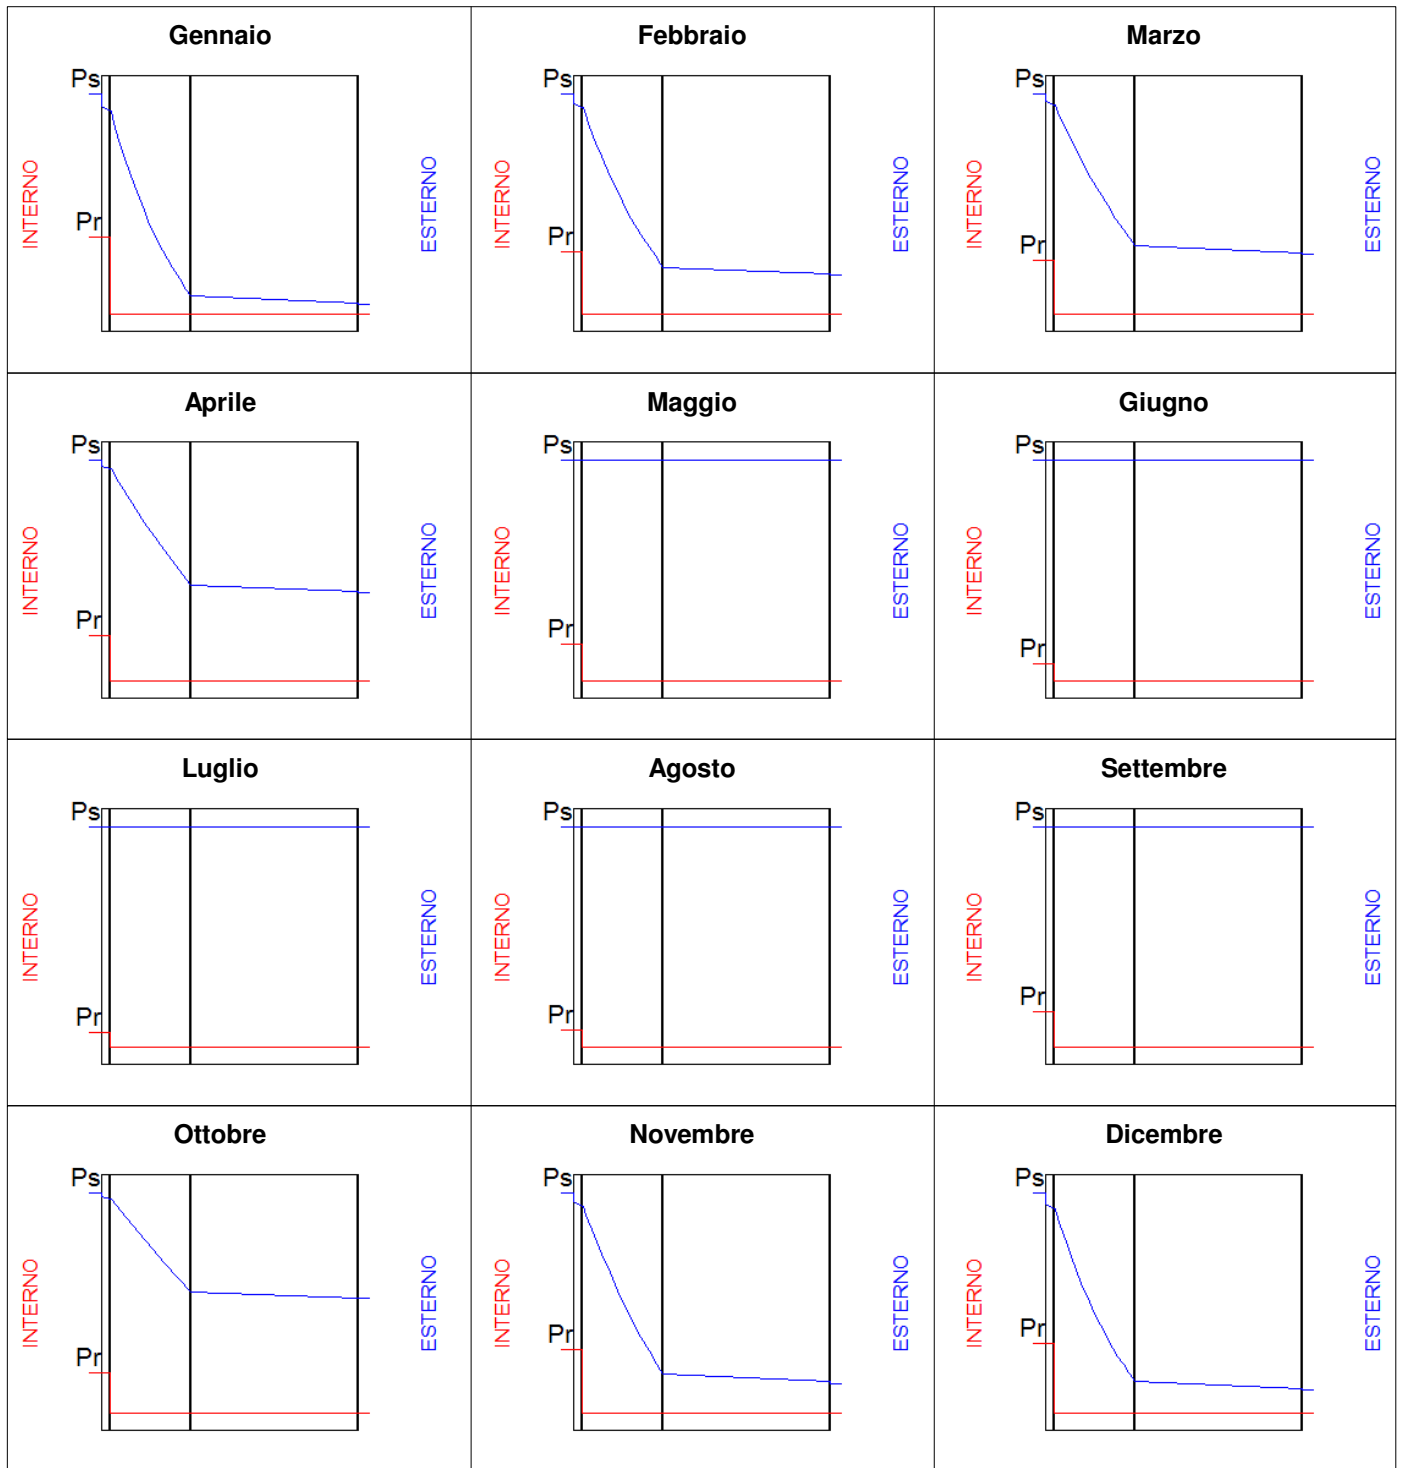 Gennaio
Febbraio
Marzo
Ps
Pr
INTERNO
ESTERNO
Ps
Pr
INTERNO
ESTERNO
Ps
Pr
INTERNO
ESTERNO
Aprile
Maggio
Giugno
Ps
Pr
INTERNO
ESTERNO
Ps
Pr
INTERNO
ESTERNO
Ps
Pr
INTERNO
ESTERNO
Luglio
Agosto
Settembre
Ps
Pr
INTERNO
ESTERNO
Ps
Pr
INTERNO
ESTERNO
Ps
Pr
INTERNO
ESTERNO
Ottobre
Novembre
Dicembre
Ps
Pr
INTERNO
ESTERNO
Ps
Pr
INTERNO
ESTERNO
Ps
Pr
INTERNO
ESTERNO